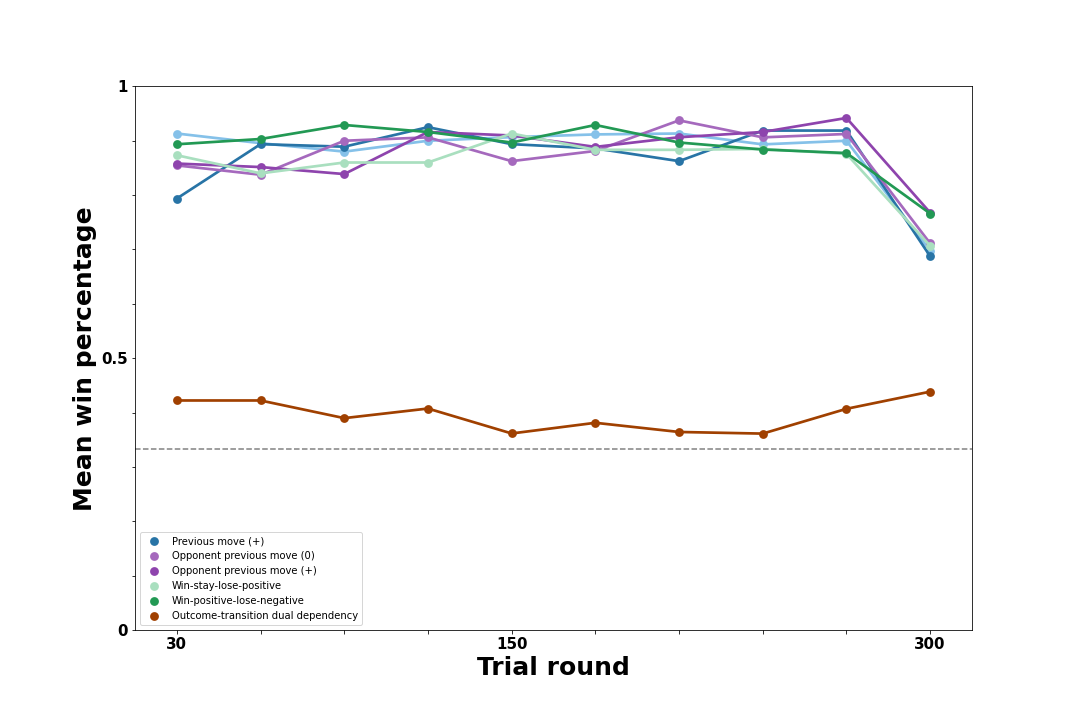 1
0.5
0
Mean win percentage
Previous move (+)
Opponent previous move (0)
Opponent previous move (+)
Win-stay-lose-positive
Win-positive-lose-negative
Outcome-transition dual dependency
30 150 300
Trial round